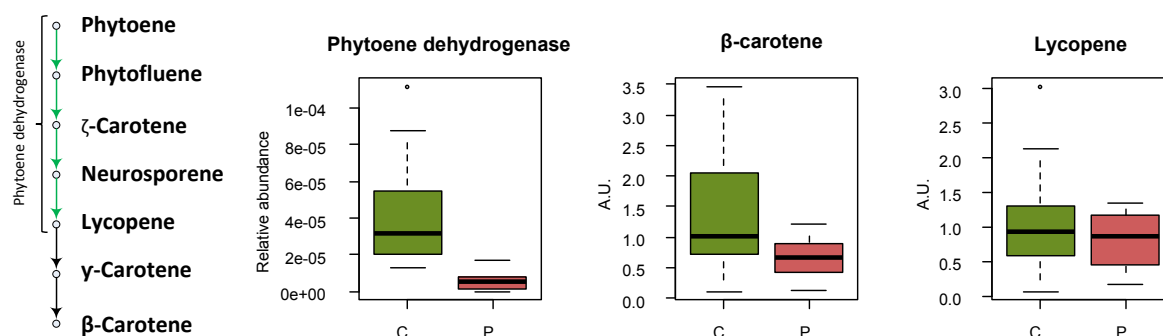 Phytoene dehydrogenase
Phytoene
Phytofluene
ζ-Carotene
Neurosporene
Lycopene
γ-Carotene
β-Carotene
Phytoene dehydrogenase
Relative abundance
1e-04
8e-05
6e-05
4e-05
2e-05
0e+00
C P
β-carotene
A.U.
3.5
3.0
2.5
2.0
1.5
1.0
0.5
0.0
C P
Lycopene
A.U.
3.0
2.5
2.0
1.5
1.0
0.5
0.0
C P